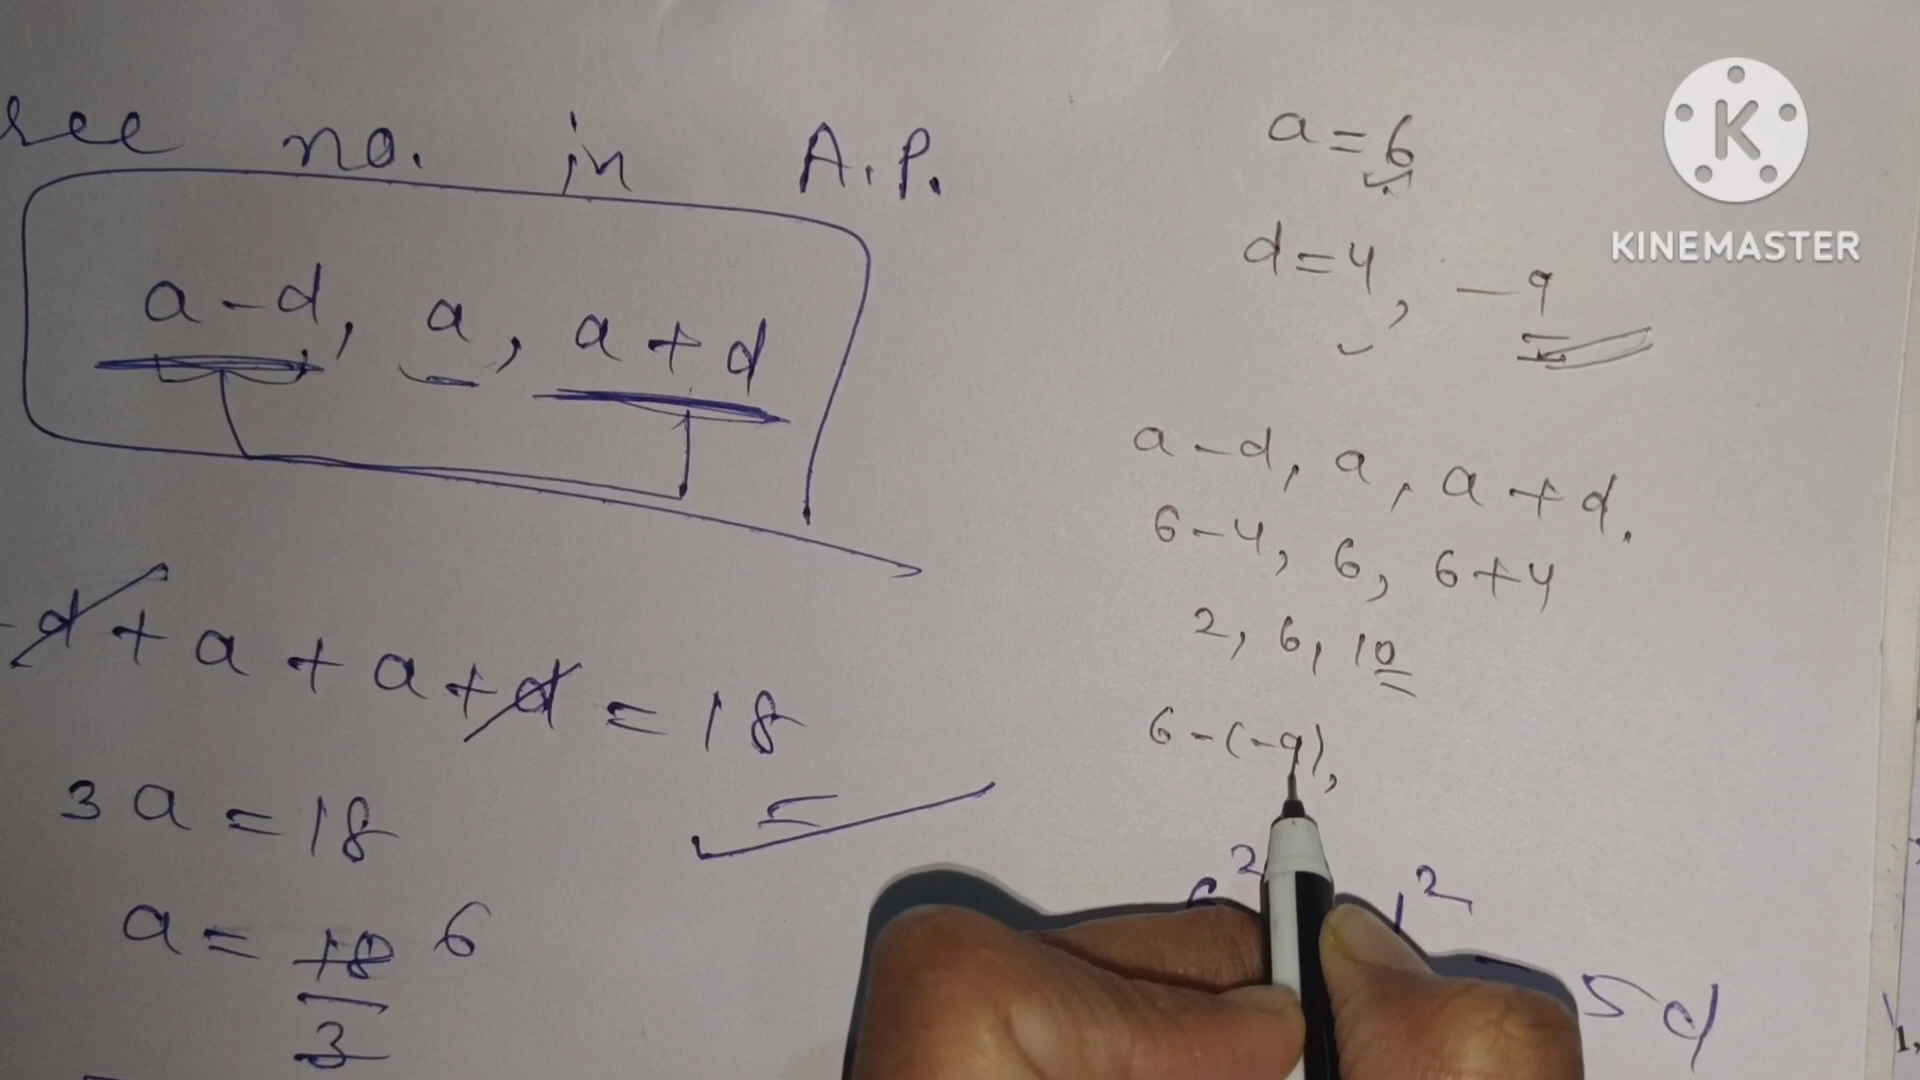 no. in A.P.
a-d, a, a+d
-d + a + a + d = 18
3a = 18
a = 18 6
3
a = 6
d = 4, -9
a-d, a, a+d.
6-4, 6, 6+4
2, 6, 10
6-(-9),
5d
K
KINEMASTER